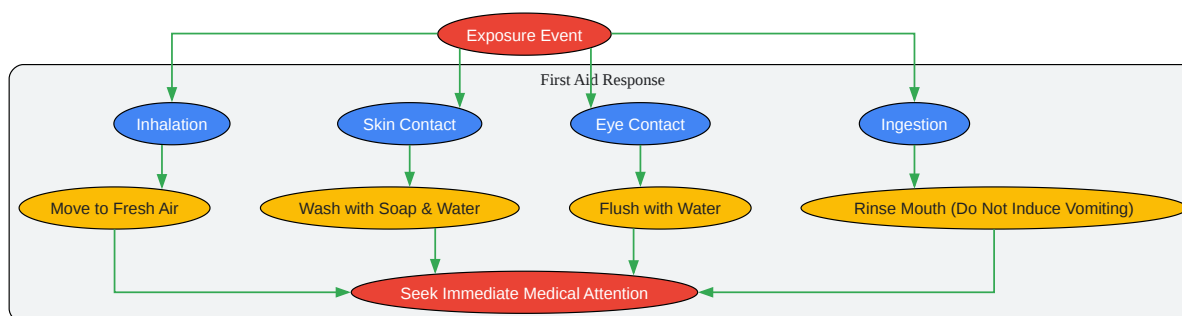 Exposure Event
First Aid Response
Inhalation
Skin Contact
Eye Contact
Ingestion
Move to Fresh Air
Wash with Soap & Water
Flush with Water
Rinse Mouth (Do Not Induce Vomiting)
Seek Immediate Medical Attention